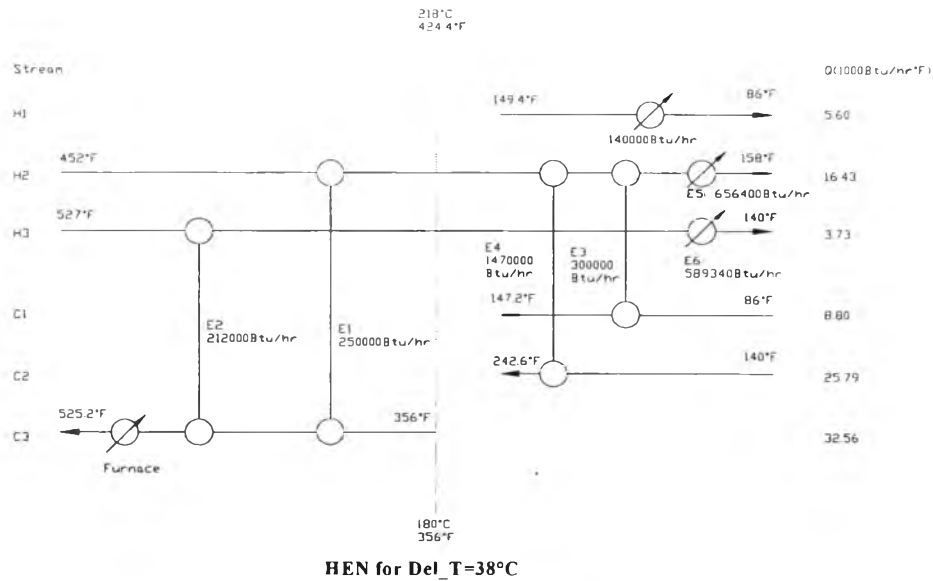 218°C
424.4°F
Stream
Q(1000Btu/hr°F)
H1
149.4°F
86°F
5.60
140000Btu/hr
H2
452°F
158°F
16.43
E5: 656400Btu/hr
H3
527°F
140°F
3.73
E4
1470000
Btu/hr
E3
300000
Btu/hr
E6
589340Btu/hr
C1
147.2°F
86°F
8.80
E2
212000Btu/hr
E1
250000Btu/hr
C2
242.6°F
140°F
25.79
C3
525.2°F
356°F
32.56
Furnace
180°C
356°F
HEN for Del_T=38°C